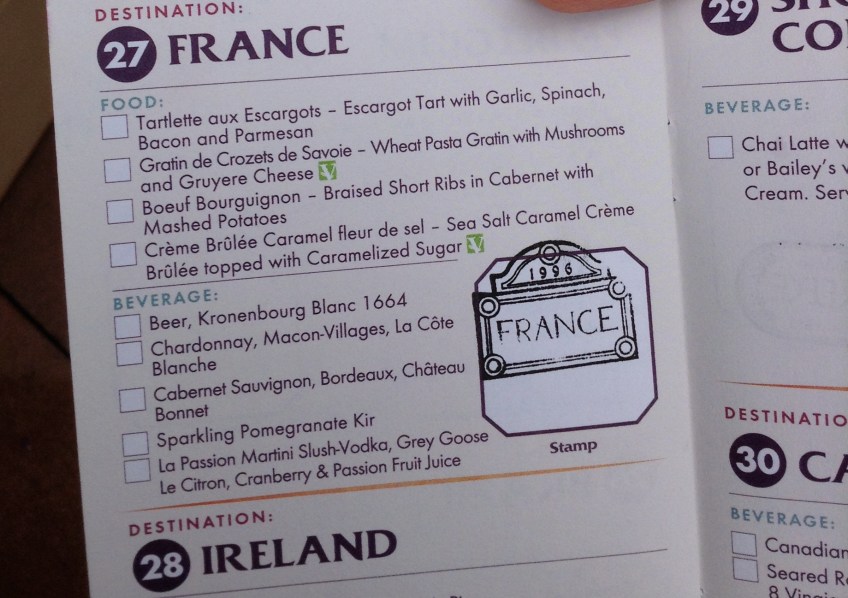 DESTINATION:
27 FRANCE
FOOD:
Tartlette aux Escargots – Escargot Tart with Garlic, Spinach,
Bacon and Parmesan
Gratin de Crozets de Savoie – Wheat Pasta Gratin with Mushrooms
and Gruyere Cheese V
Boeuf Bourguignon – Braised Short Ribs in Cabernet with
Mashed Potatoes
Crème Brûlée Caramel fleur de sel – Sea Salt Caramel Crème
Brûlée topped with Caramelized Sugar V
BEVERAGE:
Beer, Kronenbourg Blanc 1664
Chardonnay, Macon-Villages, La Côte
Blanche
Cabernet Sauvignon, Bordeaux, Château
Bonnet
Sparkling Pomegranate Kir
La Passion Martini Slush-Vodka, Grey Goose
Le Citron, Cranberry & Passion Fruit Juice
1996
FRANCE
Stamp
DESTINATION:
28 IRELAND
29
BEVERAGE:
Chai Latte
or Bailey's
Cream.
DESTINATIO
30 CA
BEVERAGE:
Canadian
Seared
8